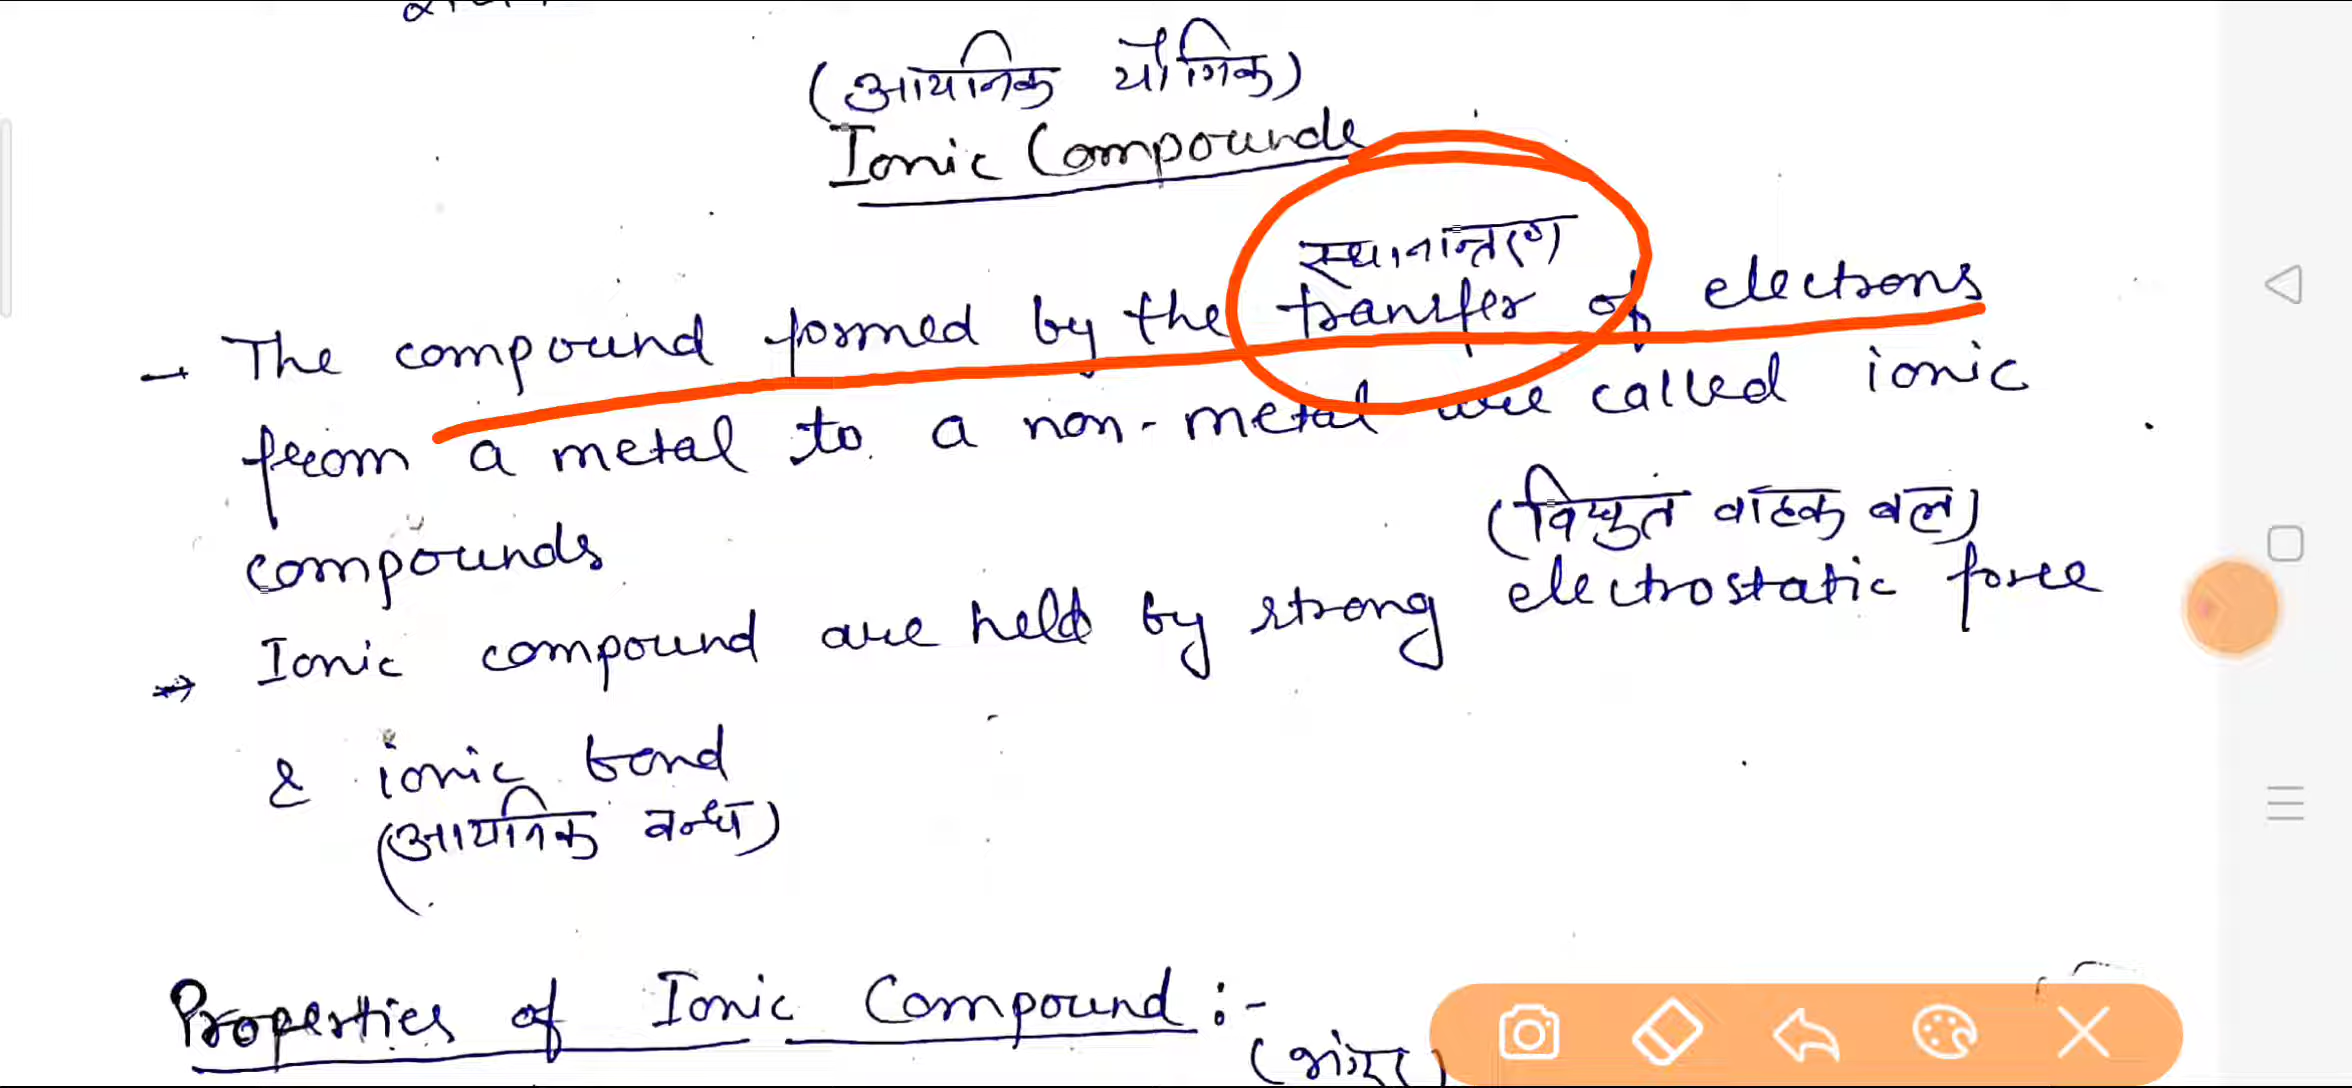 (आयनिक यौगिक)
Ionic Compounds
स्थानान्तरण
→ The compound formed by the transfer of electrons
from a metal to a non-metal are called ionic
compounds
(विघुत वाहक बल)
→ Ionic compound are held by strong electrostatic force
& ionic bond
(आयनिक बन्ध)
Properties of Ionic Compound :-